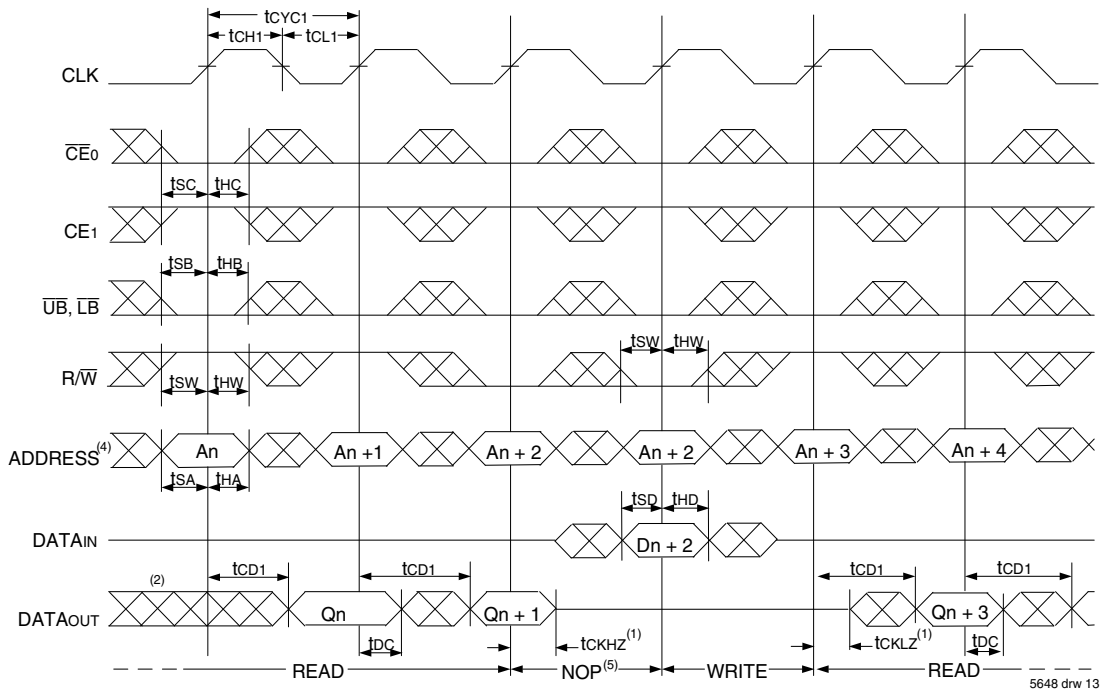 tCYC1
tCH1 tCL1
CLK
CE0
tSC tHC
CE1
tSB tHB
UB, LB
tSW tHW
R/W
tSW tHW
ADDRESS(4) An An +1 An + 2 An + 2 An + 3 An + 4
tSA tHA
tSD tHD
DATAIN Dn + 2
(2) tCD1 tCD1 tCD1 tCD1
DATAOUT Qn Qn + 1 Qn + 3
tDC tCKHZ(1) tCKLZ(1) tDC
READ NOP(5) WRITE READ
5648 drw 13